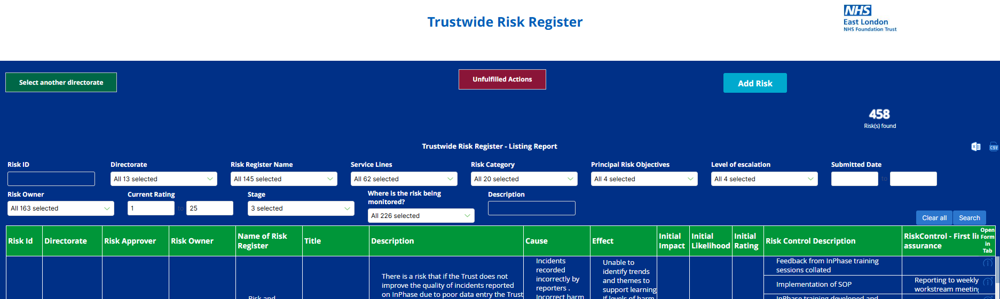 NHS
East London
NHS Foundation Trust
Trustwide Risk Register
Select another directorate
Unfulfilled Actions
Add Risk
458
Risk(s) found
Trustwide Risk Register - Listing Report
CSV
Risk ID
Directorate
Risk Register Name
Service Lines
Risk Category
Principal Risk Objectives
Level of escalation
Submitted Date
All 13 selected
All 145 selected
All 62 selected
All 20 selected
All 4 selected
All 4 selected
to
Risk Owner
Current Rating
Stage
Where is the risk being
monitored?
Description
All 163 selected
1
to
25
3 selected
All 226 selected
Clear all
Search
Risk Id
Directorate
Risk Approver
Risk Owner
Name of Risk
Register
Title
Description
Cause
Effect
Initial
Impact
Initial
Likelihood
Initial
Rating
Risk Control Description
RiskControl - First li
assurance
Open
Form
in
Tab
Risk and
There is a risk that if the Trust does not
improve the quality of incidents reported
on InPhase due to poor data entry the Trust
Incidents
recorded
incorrectly by
reporters .
Incorrect harm
Unable to
identify trends
and themes to
support learning
If levels of harm
Feedback from InPhase training
sessions collated
Implementation of SOP
Reporting to weekly
workstream meeting
InPhase training developed and